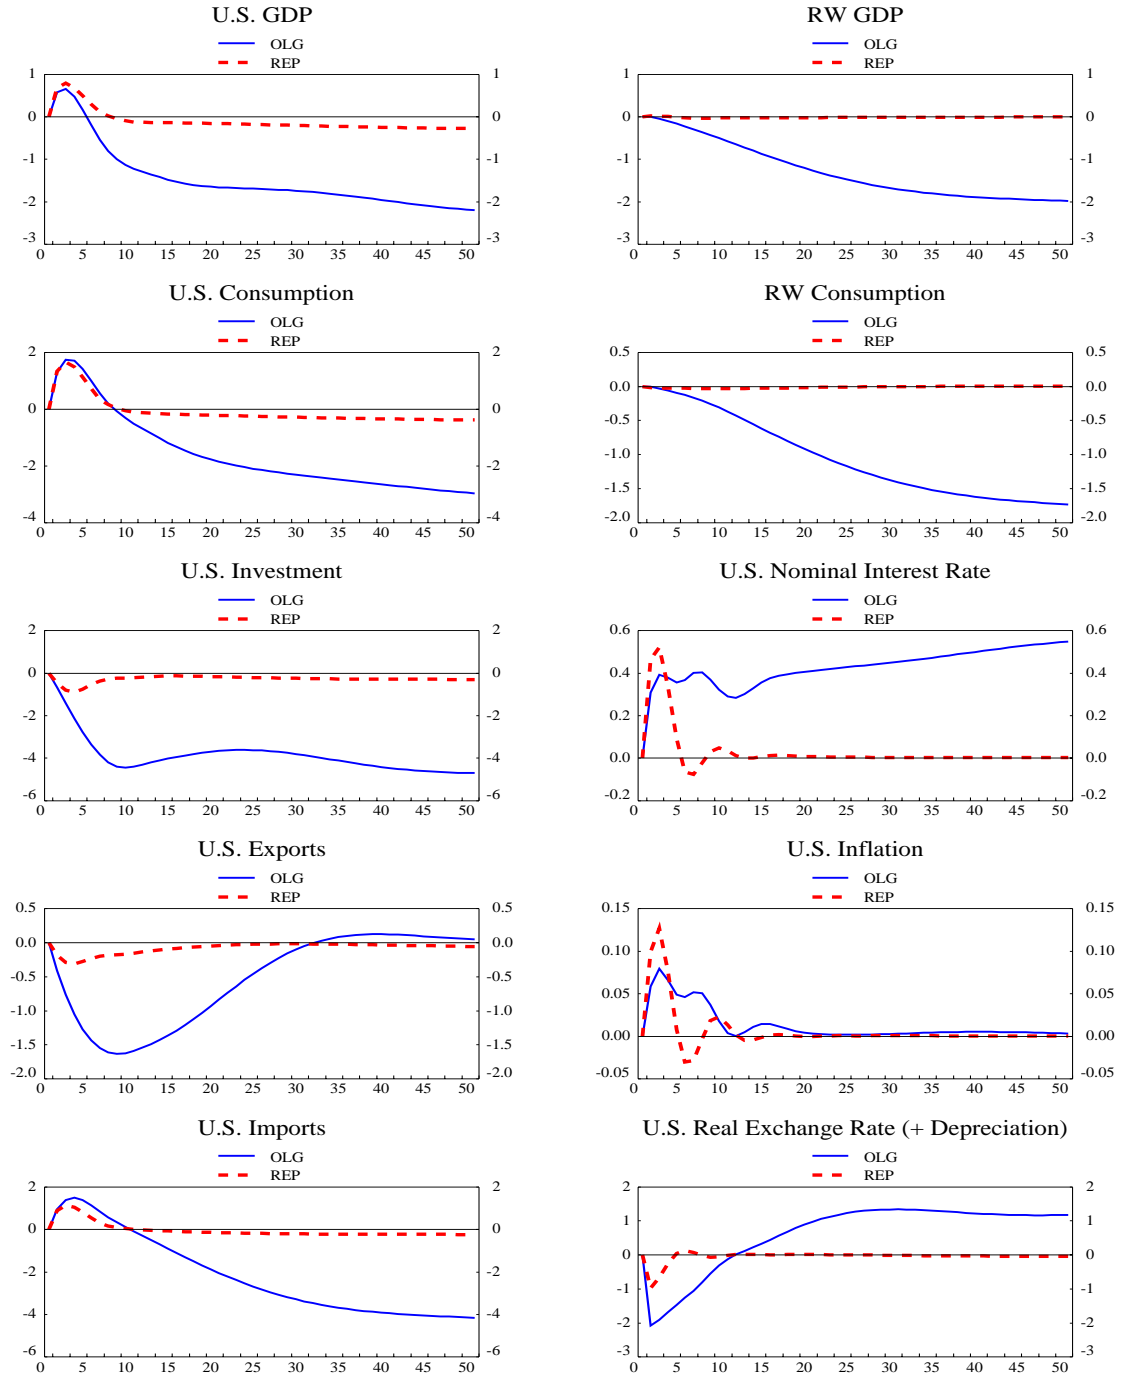 U.S. GDP
OLG
REP
1 1
0 0
-1 -1
-2 -2
-3 -3
0 5 10 15 20 25 30 35 40 45 50
RW GDP
OLG
REP
1 1
0 0
-1 -1
-2 -2
-3 -3
0 5 10 15 20 25 30 35 40 45 50
U.S. Consumption
OLG
REP
2 2
0 0
-2 -2
-4 -4
0 5 10 15 20 25 30 35 40 45 50
RW Consumption
OLG
REP
0.5 0.5
0.0 0.0
-0.5 -0.5
-1.0 -1.0
-1.5 -1.5
-2.0 -2.0
0 5 10 15 20 25 30 35 40 45 50
U.S. Investment
OLG
REP
2 2
0 0
-2 -2
-4 -4
-6 -6
0 5 10 15 20 25 30 35 40 45 50
U.S. Nominal Interest Rate
OLG
REP
0.6 0.6
0.4 0.4
0.2 0.2
0.0 0.0
-0.2 -0.2
0 5 10 15 20 25 30 35 40 45 50
U.S. Exports
OLG
REP
0.5 0.5
0.0 0.0
-0.5 -0.5
-1.0 -1.0
-1.5 -1.5
-2.0 -2.0
0 5 10 15 20 25 30 35 40 45 50
U.S. Inflation
OLG
REP
0.15 0.15
0.10 0.10
0.05 0.05
0.00 0.00
-0.05 -0.05
0 5 10 15 20 25 30 35 40 45 50
U.S. Imports
OLG
REP
2 2
0 0
-2 -2
-4 -4
-6 -6
0 5 10 15 20 25 30 35 40 45 50
U.S. Real Exchange Rate (+ Depreciation)
OLG
REP
2 2
1 1
0 0
-1 -1
-2 -2
-3 -3
0 5 10 15 20 25 30 35 40 45 50